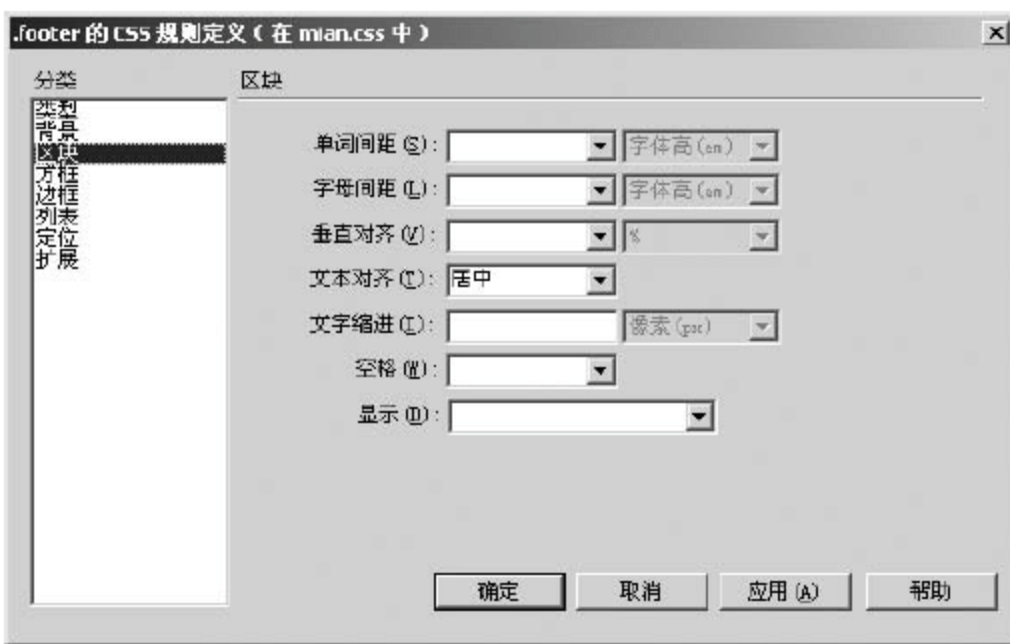 .footer 的 CSS 规则定义（在 mian.css 中）
分类
类型
背景
区块
方框
边框
列表
定位
扩展
区块
单词间距(S)： 字体高(em)
字母间距(L)： 字体高(em)
垂直对齐(V)： %
文本对齐(T)： 居中
文字缩进(I)： 像素(px)
空格(W)：
显示(D)：
确定 取消 应用(A) 帮助